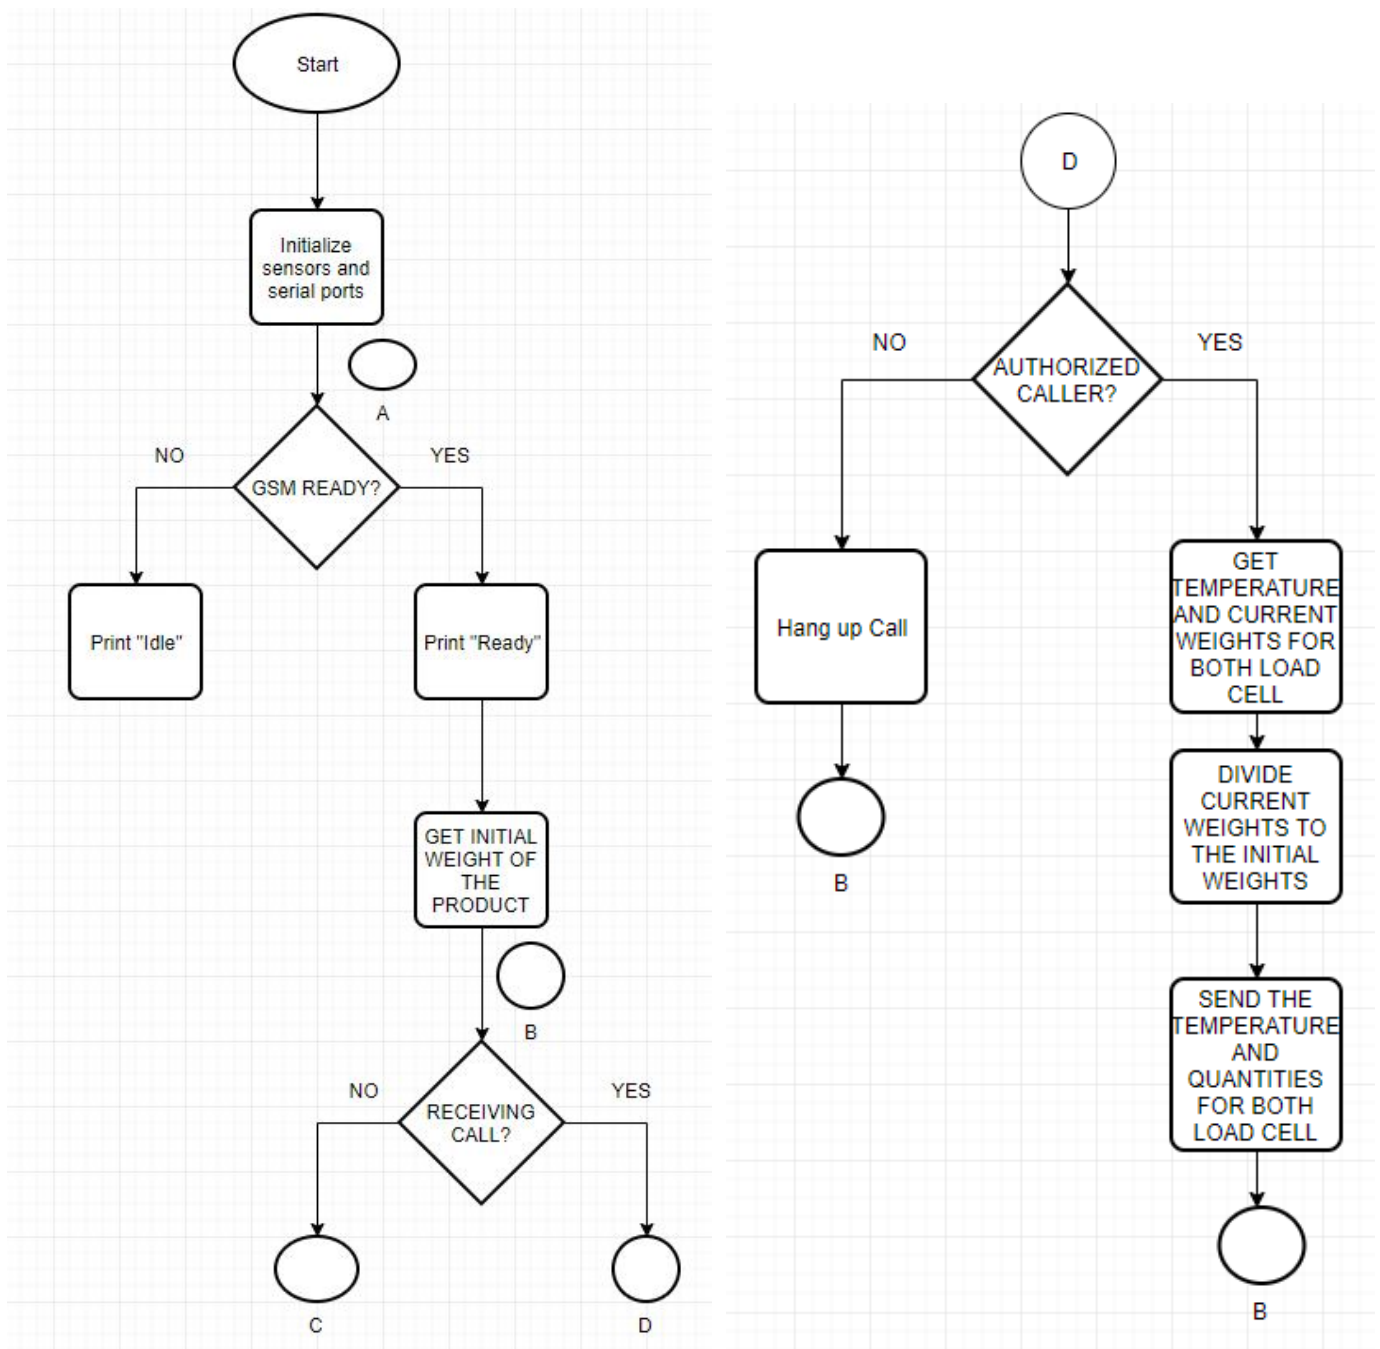 Start
Initialize
sensors and
serial ports
A
NO
YES
GSM READY?
Print "Idle"
Print "Ready"
GET INITIAL
WEIGHT OF
THE
PRODUCT
B
NO
YES
RECEIVING
CALL?
C
D
D
NO
YES
AUTHORIZED
CALLER?
Hang up Call
B
GET
TEMPERATURE
AND CURRENT
WEIGHTS FOR
BOTH LOAD
CELL
DIVIDE
CURRENT
WEIGHTS TO
THE INITIAL
WEIGHTS
SEND THE
TEMPERATURE
AND
QUANTITIES
FOR BOTH
LOAD CELL
B